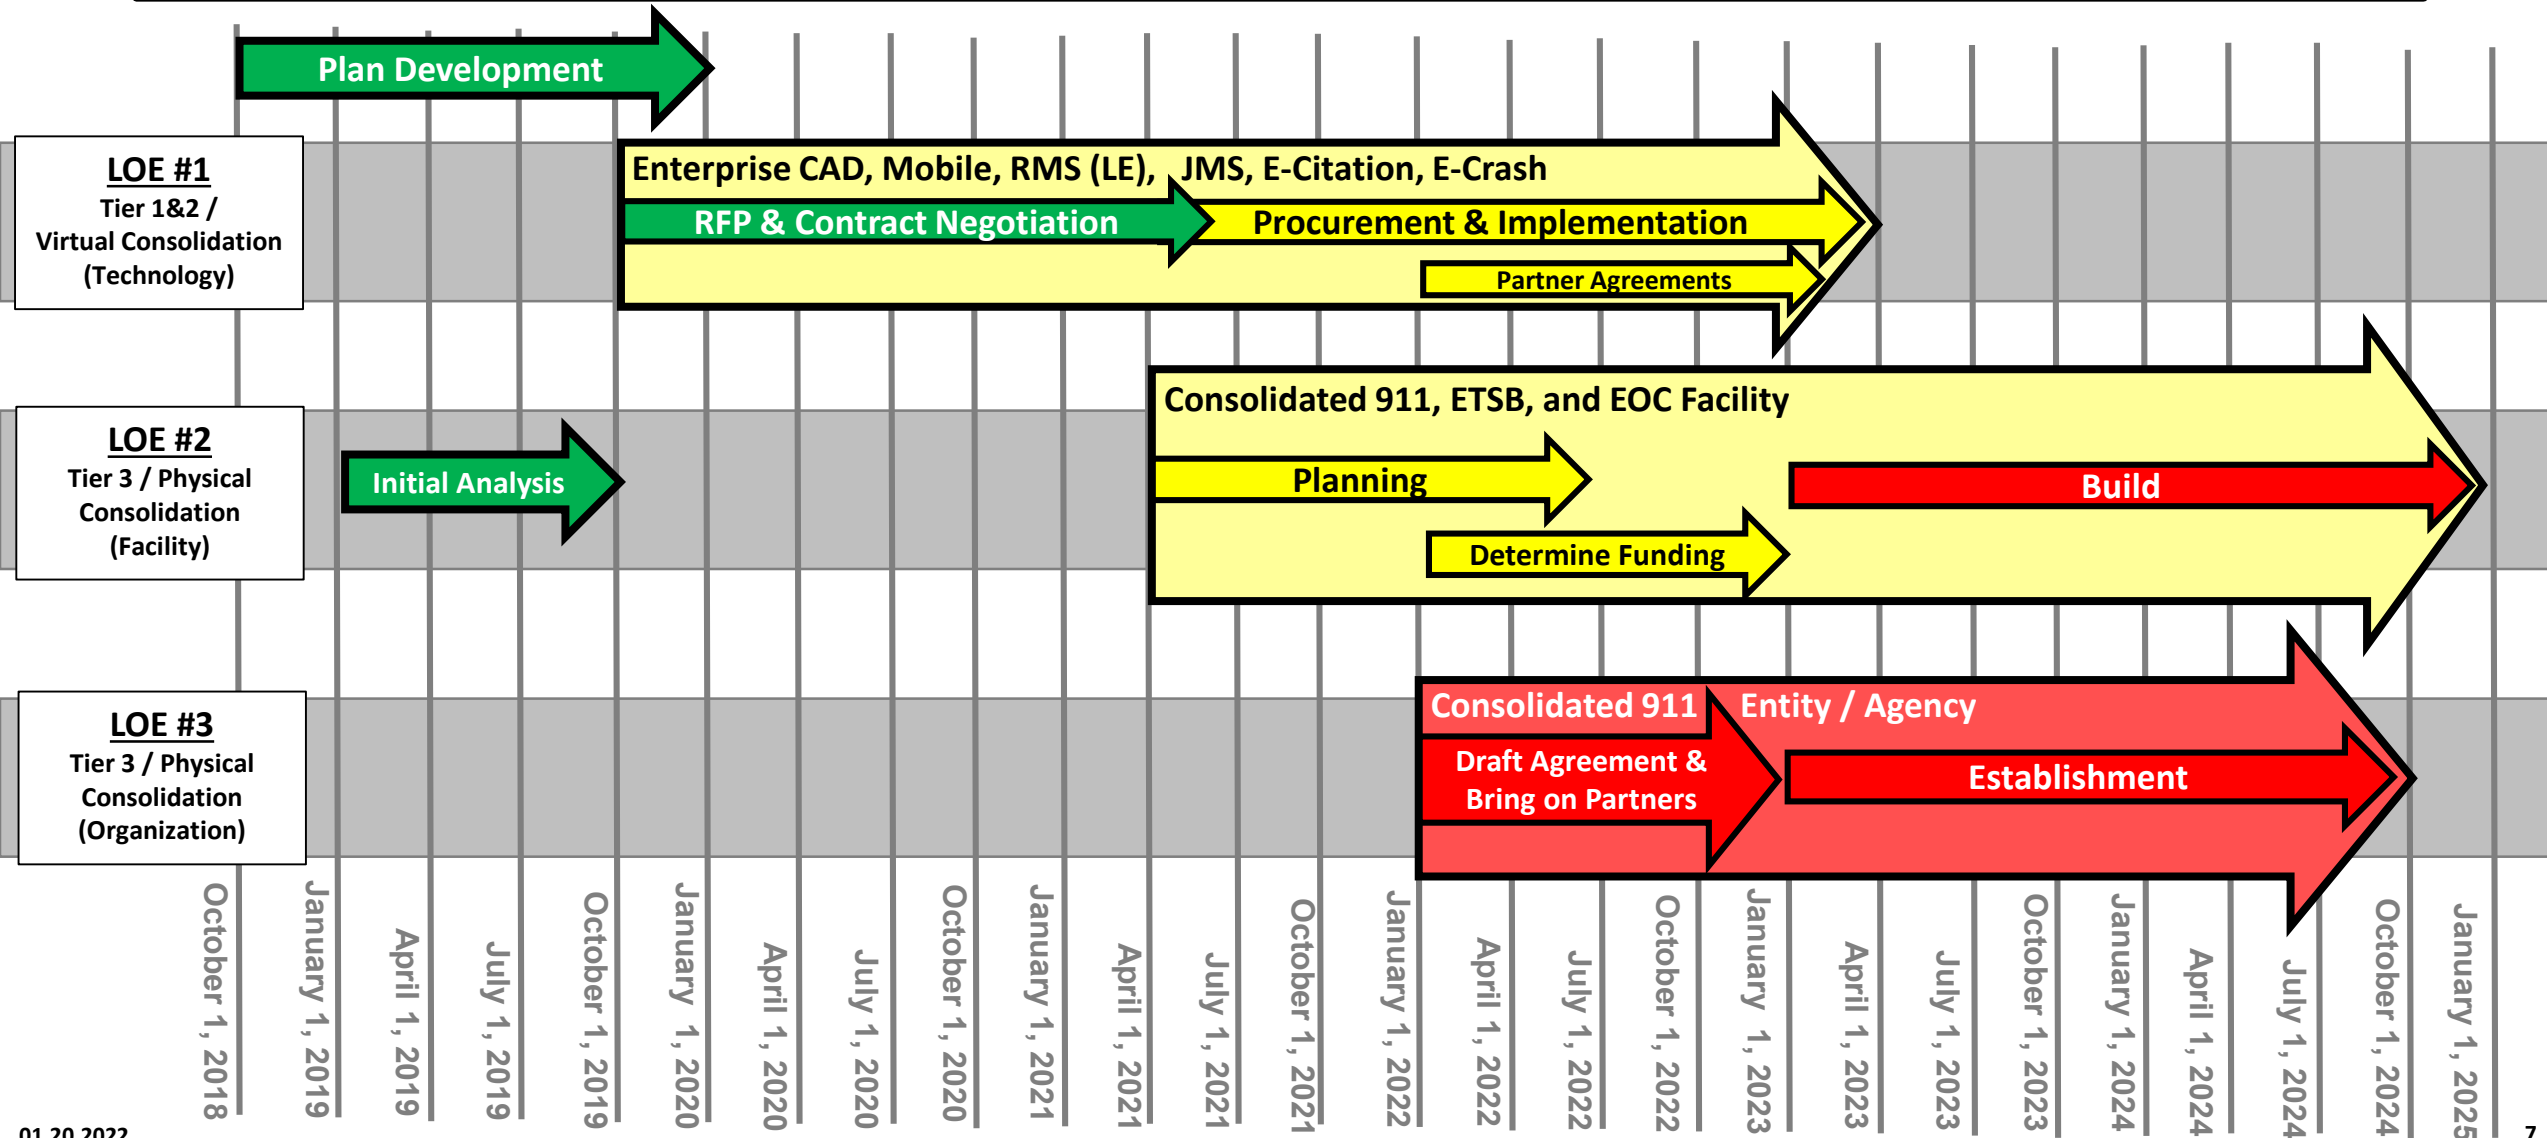 Plan Development
LOE #1
Tier 1&2 /
Virtual Consolidation
(Technology)
Enterprise CAD, Mobile, RMS (LE), JMS, E-Citation, E-Crash
RFP & Contract Negotiation
Procurement & Implementation
Partner Agreements
LOE #2
Tier 3 / Physical
Consolidation
(Facility)
Initial Analysis
Consolidated 911, ETSB, and EOC Facility
Planning
Build
Determine Funding
LOE #3
Tier 3 / Physical
Consolidation
(Organization)
Consolidated 911 Entity / Agency
Draft Agreement &
Bring on Partners
Establishment
October 1, 2018
January 1, 2019
April 1, 2019
July 1, 2019
October 1, 2019
January 1, 2020
April 1, 2020
July 1, 2020
October 1, 2020
January 1, 2021
April 1, 2021
July 1, 2021
October 1, 2021
January 1, 2022
April 1, 2022
July 1, 2022
October 1, 2022
January 1, 2023
April 1, 2023
July 1, 2023
October 1, 2023
January 1, 2024
April 1, 2024
July 1, 2024
October 1, 2024
January 1, 2025
01.20.2022
7